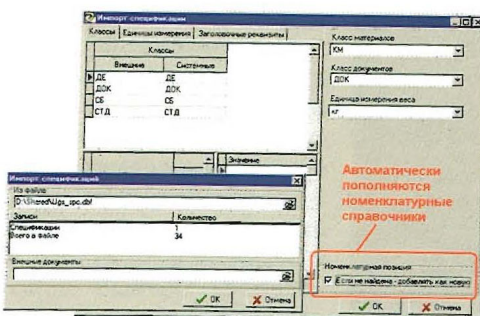 Импорт спецификации
Классы Единицы измерения Заголовочные реквизиты
Классы
Внешние Системные
ДЕ ДЕ
ДОК ДОК
СБ СБ
СТД СТД
Значение
Класс материалов
КМ
Класс документов
ДОК
Единица измерения веса
кг
Автоматически
пополняются
номенклатурные
справочники
Номенклатурная позиция
Если не найдена - добавлять как новую
OK Отмена
Импорт спецификаций
Из файла
Записи Количество
Спецификации 1
Всего в файле 34
Внешние документы
OK Отмена